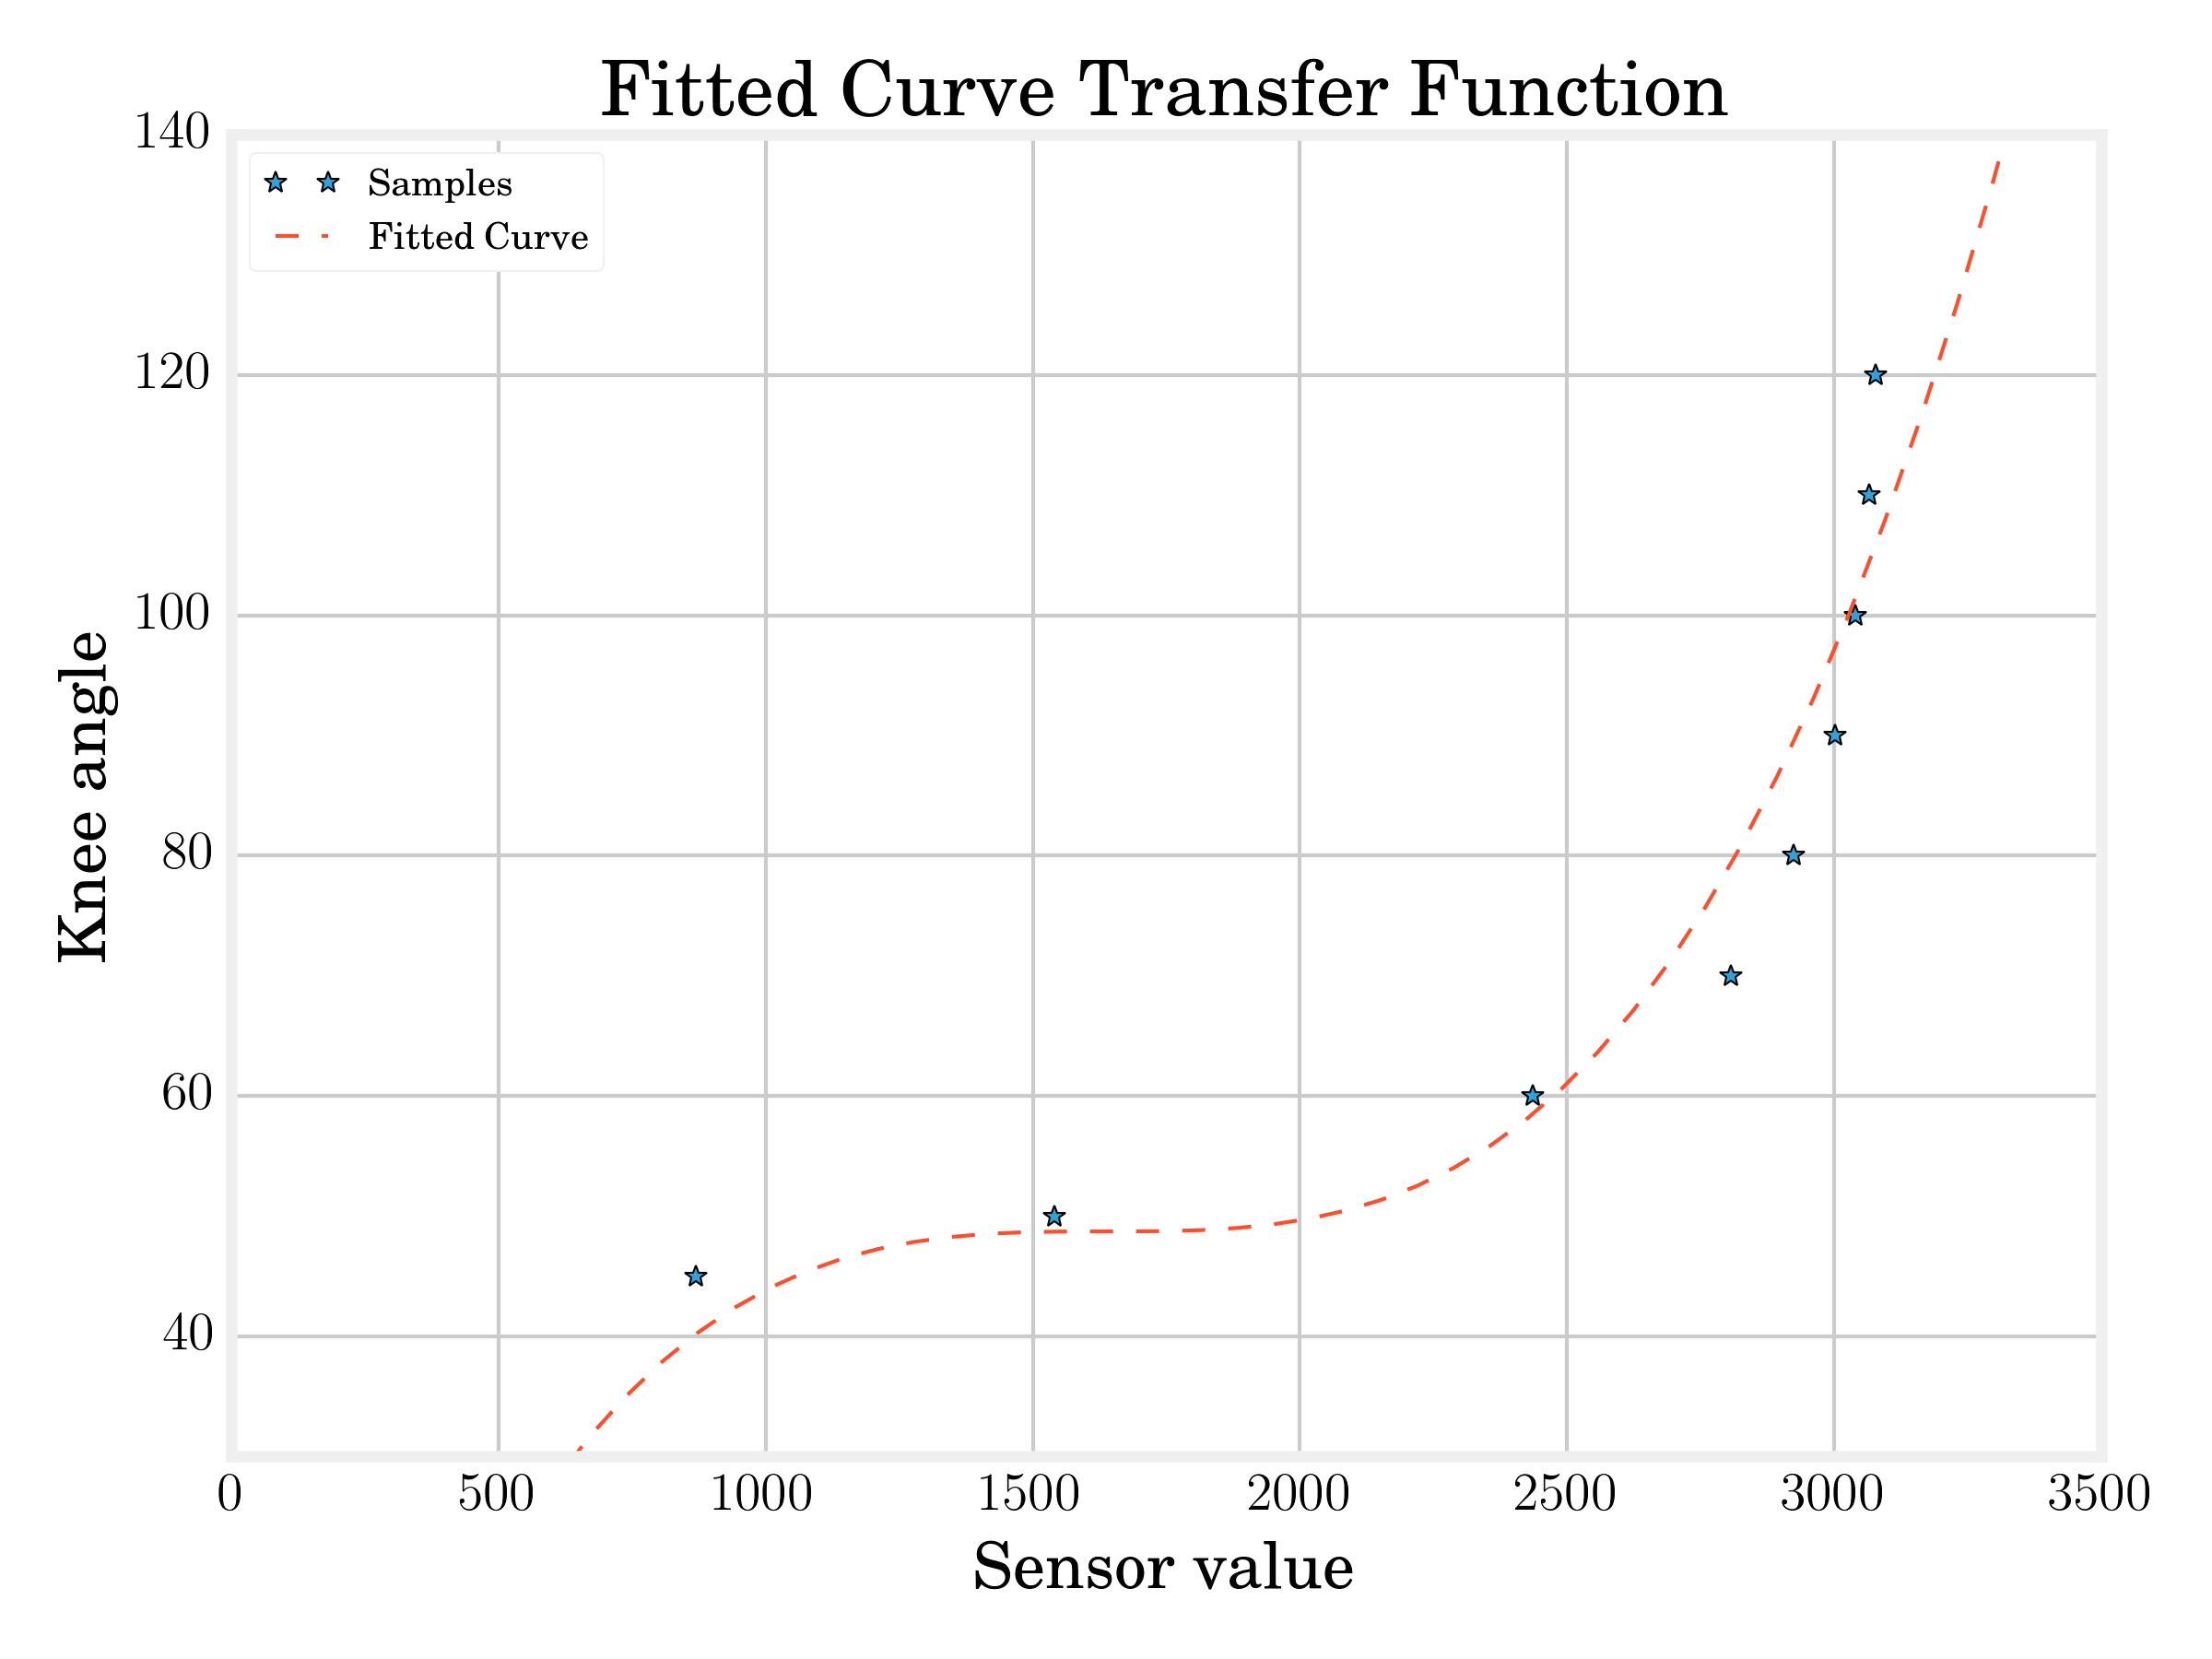 Fitted Curve Transfer Function
140
Samples
Fitted Curve
120
100
80
60
40
Knee angle
0 500 1000 1500 2000 2500 3000 3500
Sensor value